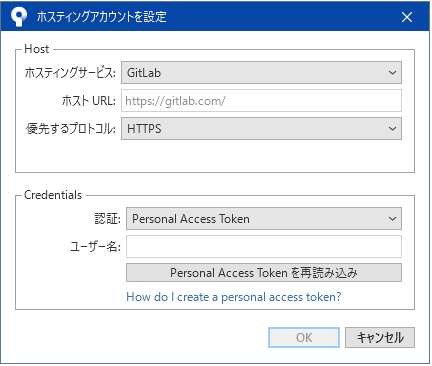 ホスティングアカウントを設定
Host
ホスティングサービス: GitLab
ホスト URL: https://gitlab.com/
優先するプロトコル: HTTPS
Credentials
認証: Personal Access Token
ユーザー名:
Personal Access Token を再読み込み
How do I create a personal access token?
OK キャンセル